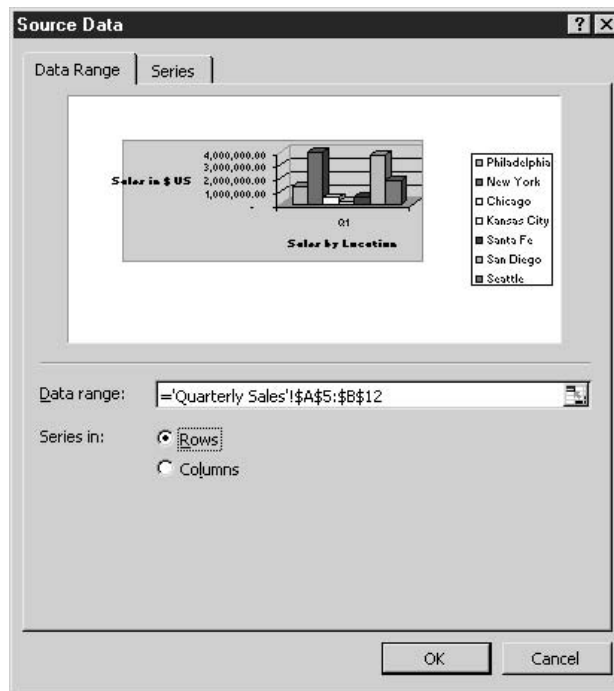 Source Data
Data Range
Series
4,000,000.00
3,000,000.00
Sales in $ US
2,000,000.00
1,000,000.00
-
Q1
Sales by Location
Philadelphia
New York
Chicago
Kansas City
Santa Fe
San Diego
Seattle
Data range:
='Quarterly Sales'!$A$5:$B$12
Series in:
Rows
Columns
OK
Cancel